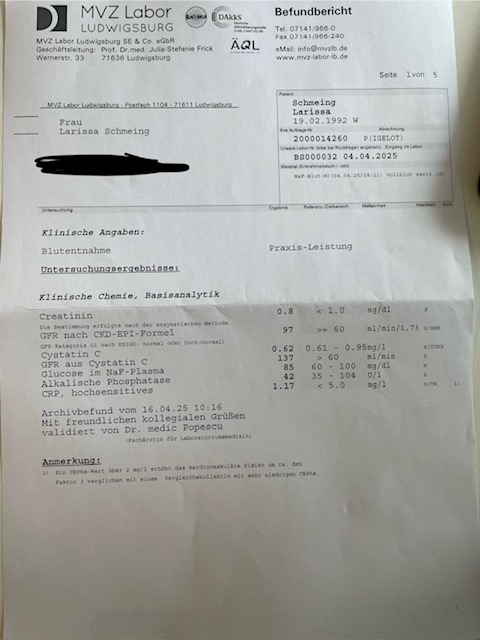 MVZ Labor
LUDWIGSBURG
DAkkS
ÄQL
MVZ Labor Ludwigsburg SE & Co. eGbR
Geschäftsleitung: Prof. Dr. med. Julia-Stefanie Frick
Wernerstr. 33 71636 Ludwigsburg
Befundbericht
Tel. 07141/966-0
Fax 07141/966-240
eMail: info@mvzlb.de
www.mvz-labor-lb.de
Seite 1 von 5
MVZ Labor Ludwigsburg - Postfach 1104 - 71611 Ludwigsburg
Frau
Larissa Schmeing
Patient
Schmeing
Larissa
19.02.1992 W
Ihre Auftrags-Nr. Abrechnung
2000014260 P(IGELOT)
Unsere Labor-Nr. (bitte bei Rückfragen angeben) Eingang im Labor
BS000032 04.04.2025
Material (Entnahmedatum / -zeit)
NaF-Blut(N)(04.04.25/08:11) Vollblut zentr.(S)
Untersuchung Ergebnis Referenz-/Zielbereich Maßeinheit
Klinische Angaben:
Blutentnahme Praxis-Leistung
Untersuchungsergebnisse:
Klinische Chemie, Basisanalytik
Creatinin 0.8 < 1.0 mg/dl S
Die Bestimmung erfolgte nach der enzymatischen Methode.
GFR nach CKD-EPI-Formel 97 >= 60 ml/min/1,73 S/BER
GFR-Kategorie G1 nach KDIGO: normal oder hoch(normal)
Cystatin C 0.62 0.61 - 0.95mg/l S/TURB
GFR aus Cystatin C 137 > 60 ml/min S
Glucose im NaF-Plasma 85 60 - 100 mg/dl N
Alkalische Phosphatase 42 35 - 104 U/l S
CRP, hochsensitives 1.17 < 5.0 mg/l S/TR 1)
Archivbefund vom 16.04.25 10:16
Mit freundlichen kollegialen Grüßen
validiert von Dr. medic Popescu
(Fachärztin für Laboratoriumsmedizin)
Anmerkung:
1) Ein CRPhs-Wert über 2 mg/l erhöht das kardiovaskuläre Risiko um ca. den
Faktor 3 verglichen mit einem Vergleichskollektiv mit sehr niedrigen CRPhs.